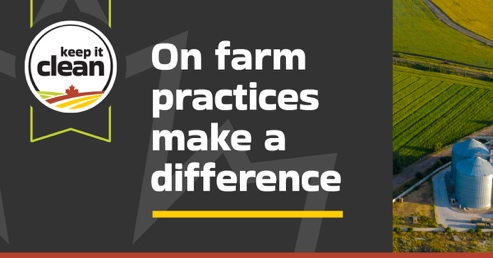 keep it
clean
On farm
practices
make a
difference